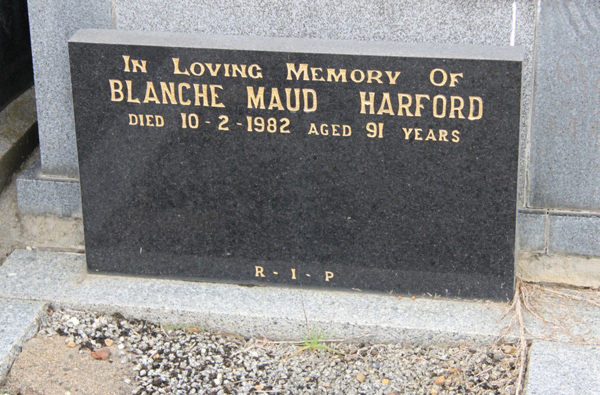 In Loving Memory Of
BLANCHE MAUD HARFORD
DIED 10-2-1982 AGED 91 YEARS
R-I-P